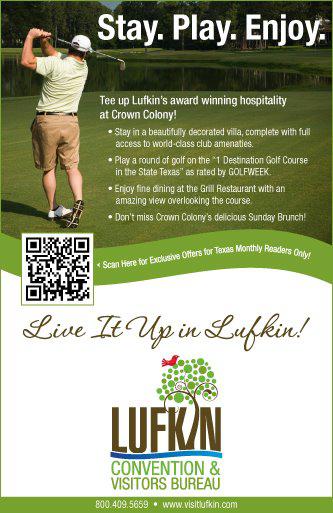 Stay. Play. Enjoy.
Tee up Lufkin's award winning hospitality
at Crown Colony!
• Stay in a beautifully decorated villa, complete with full
access to world-class club amenaties.
• Play a round of golf on the "1 Destination Golf Course
in the State Texas" as rated by GOLFWEEK.
• Enjoy fine dining at the Grill Restaurant with an
amazing view overlooking the course.
• Don't miss Crown Colony's delicious Sunday Brunch!
< Scan Here for Exclusive Offers for Texas Monthly Readers Only!
Live It Up in Lufkin!
LUFKIN
CONVENTION &
VISITORS BUREAU
800.409.5659 • www.visitlufkin.com